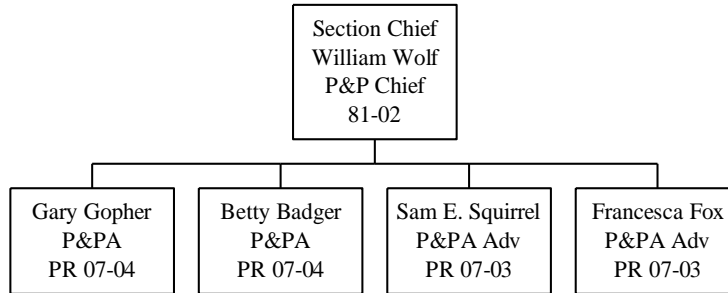 Section Chief
William Wolf
P&P Chief
81-02
Gary Gopher
P&PA
PR 07-04
Betty Badger
P&PA
PR 07-04
Sam E. Squirrel
P&PA Adv
PR 07-03
Francesca Fox
P&PA Adv
PR 07-03